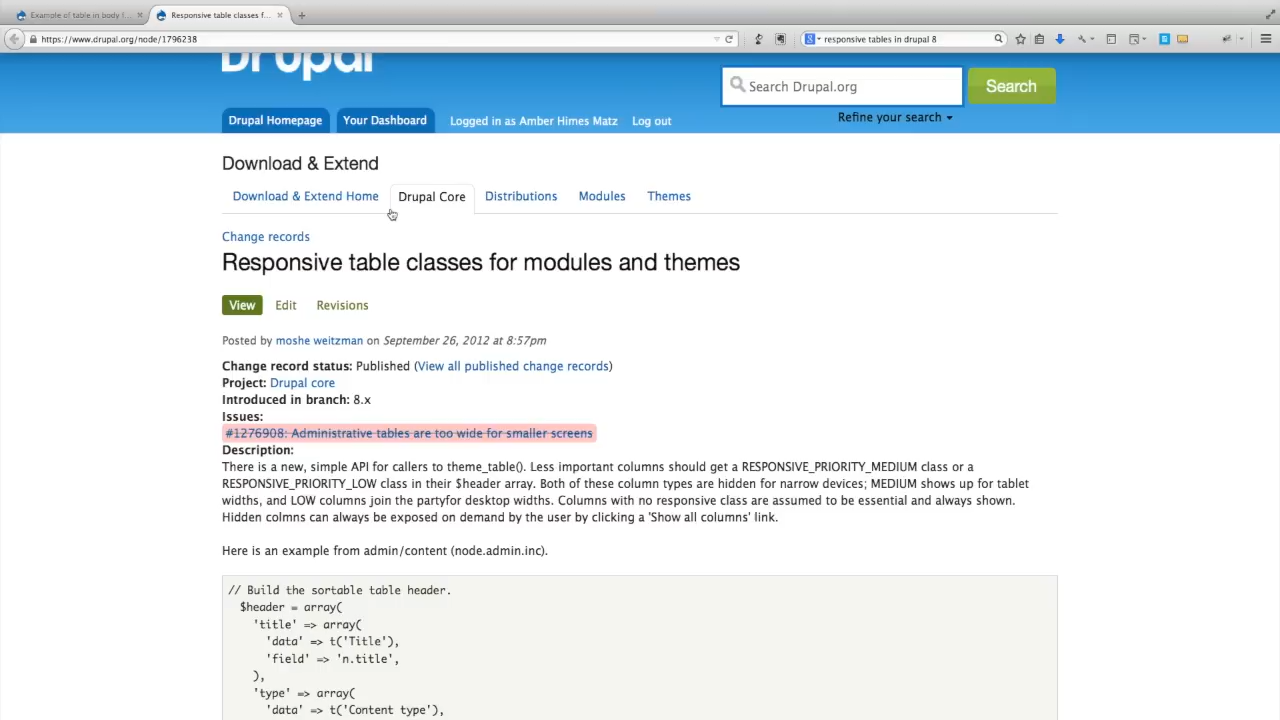 Example of table in body f...
Responsive table classes f...
https://www.drupal.org/node/1796238
responsive tables in drupal 8
Drupal
Search Drupal.org
Search
Refine your search
Drupal Homepage
Your Dashboard
Logged in as Amber Himes Matz
Log out
Download & Extend
Download & Extend Home
Drupal Core
Distributions
Modules
Themes
Change records
Responsive table classes for modules and themes
View
Edit
Revisions
Posted by moshe weitzman on September 26, 2012 at 8:57pm
Change record status: Published (View all published change records)
Project: Drupal core
Introduced in branch: 8.x
Issues:
#1276908: Administrative tables are too wide for smaller screens
Description:
There is a new, simple API for callers to theme_table(). Less important columns should get a RESPONSIVE_PRIORITY_MEDIUM class or a
RESPONSIVE_PRIORITY_LOW class in their $header array. Both of these column types are hidden for narrow devices; MEDIUM shows up for tablet
widths, and LOW columns join the partyfor desktop widths. Columns with no responsive class are assumed to be essential and always shown.
Hidden colmns can always be exposed on demand by the user by clicking a 'Show all columns' link.
Here is an example from admin/content (node.admin.inc).
// Build the sortable table header.
$header = array(
'title' => array(
'data' => t('Title'),
'field' => 'n.title',
),
'type' => array(
'data' => t('Content type'),